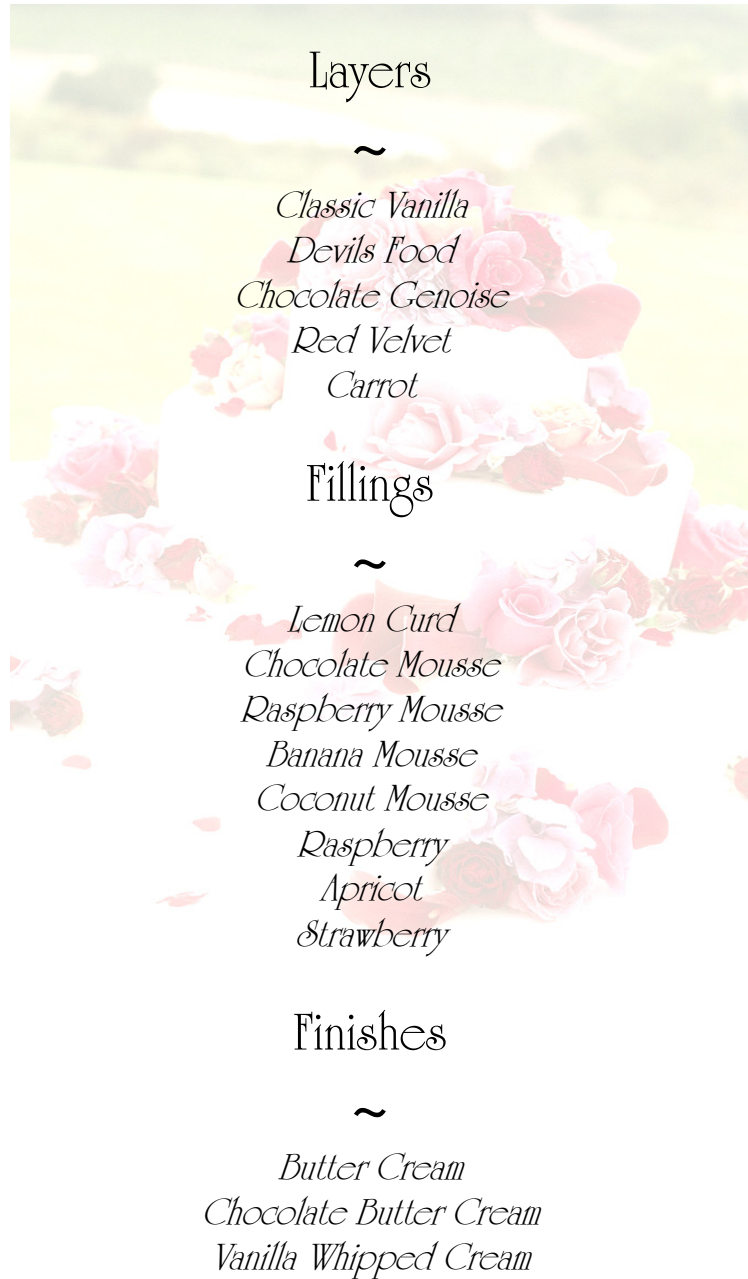 Layers
~
Classic Vanilla
Devils Food
Chocolate Genoise
Red Velvet
Carrot
Fillings
~
Lemon Curd
Chocolate Mousse
Raspberry Mousse
Banana Mousse
Coconut Mousse
Raspberry
Apricot
Strawberry
Finishes
~
Butter Cream
Chocolate Butter Cream
Vanilla Whipped Cream